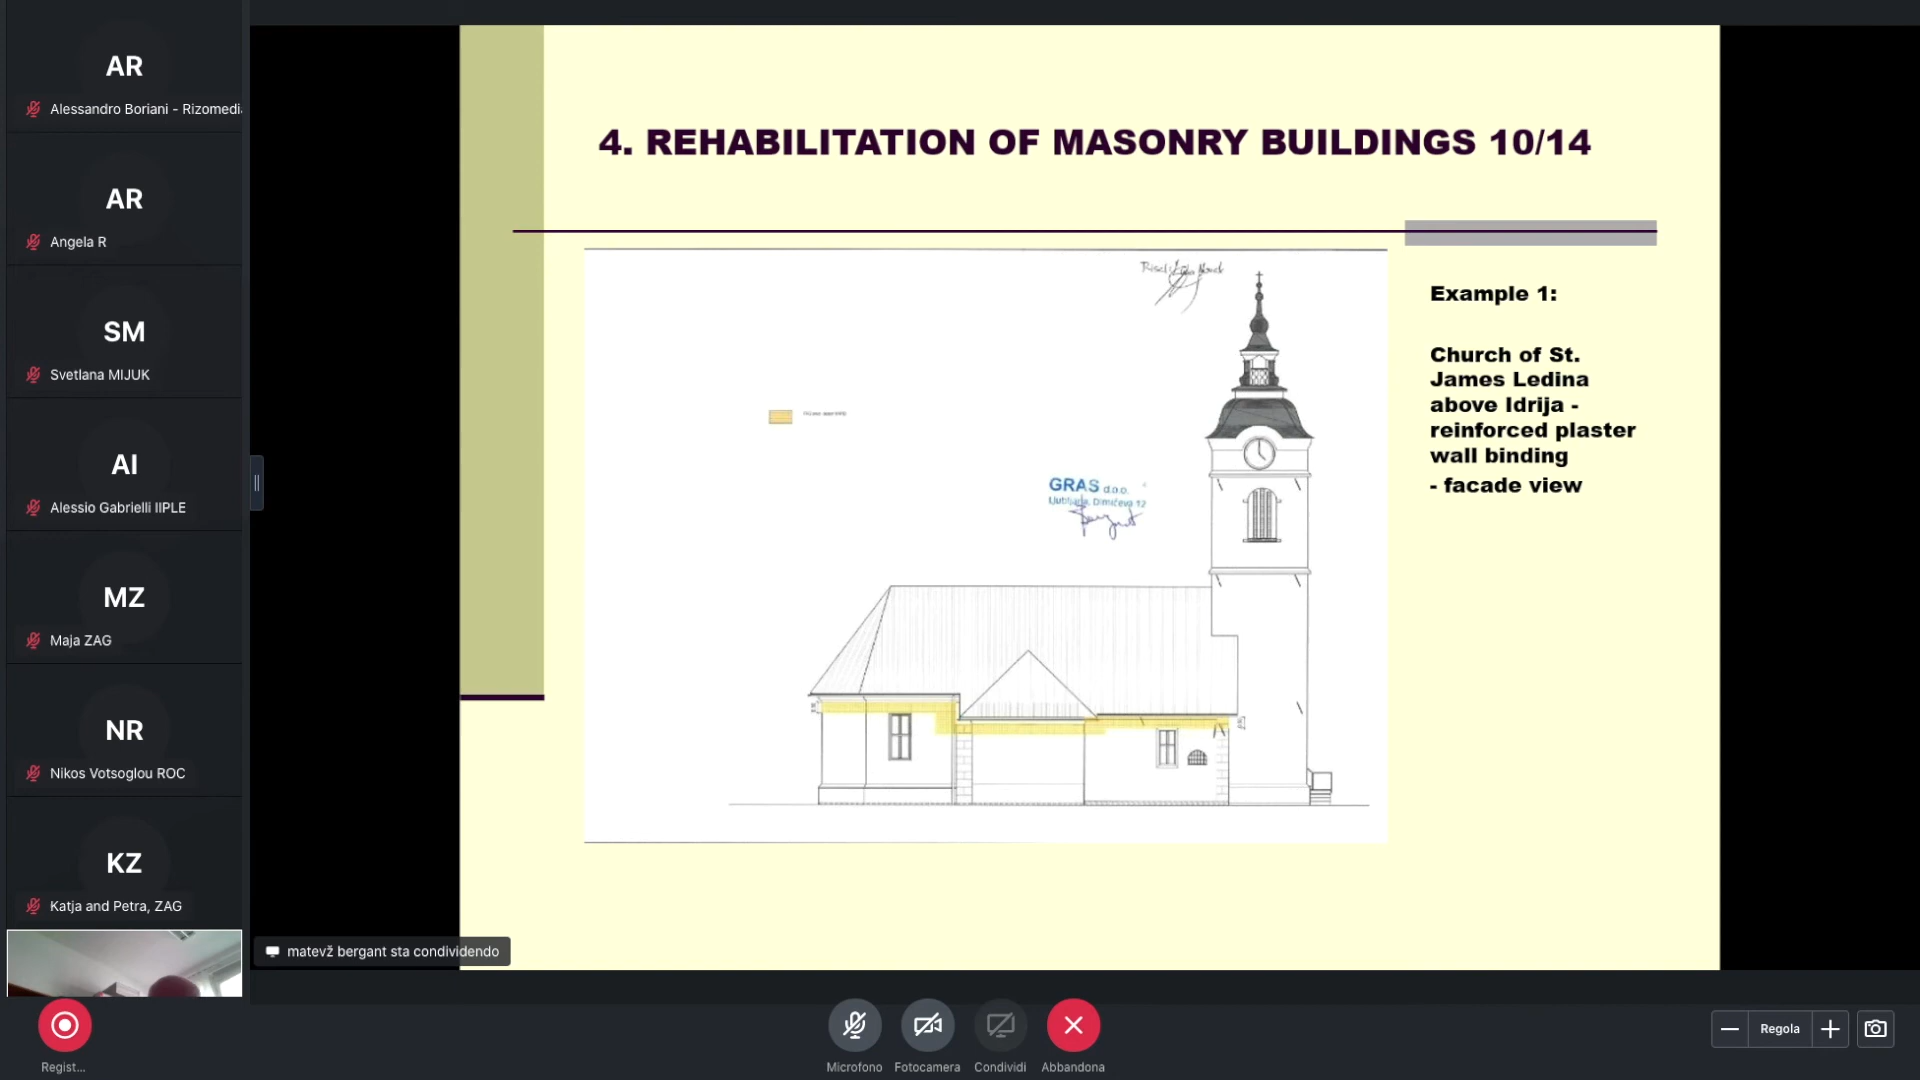 AR
Alessandro Boriani - Rizomedia
AR
Angela R
SM
Svetlana MIJUK
AI
Alessio Gabrielli IIPLE
MZ
Maja ZAG
NR
Nikos Votsoglou ROC
KZ
Katja and Petra, ZAG
4. REHABILITATION OF MASONRY BUILDINGS 10/14
Example 1:
Church of St.
James Ledina
above Idrija -
reinforced plaster
wall binding
- facade view
GRAS d.o.o.
Ljubljana, Dimičeva 12
matevž bergant sta condividendo
Regist...
Microfono
Fotocamera
Condividi
Abbandona
Regola